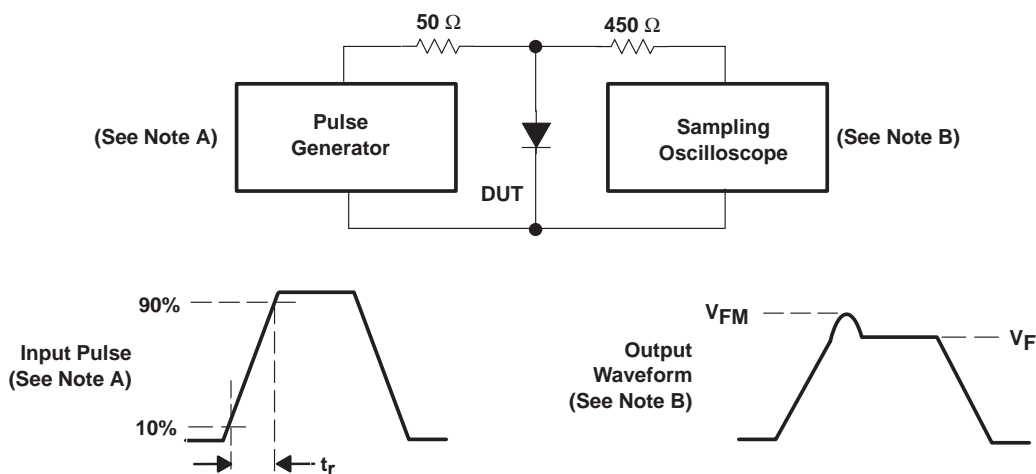 50 Ω
450 Ω
(See Note A)
Pulse
Generator
DUT
Sampling
Oscilloscope
(See Note B)
90%
Input Pulse
(See Note A)
10%
tr
VFM
VF
Output
Waveform
(See Note B)